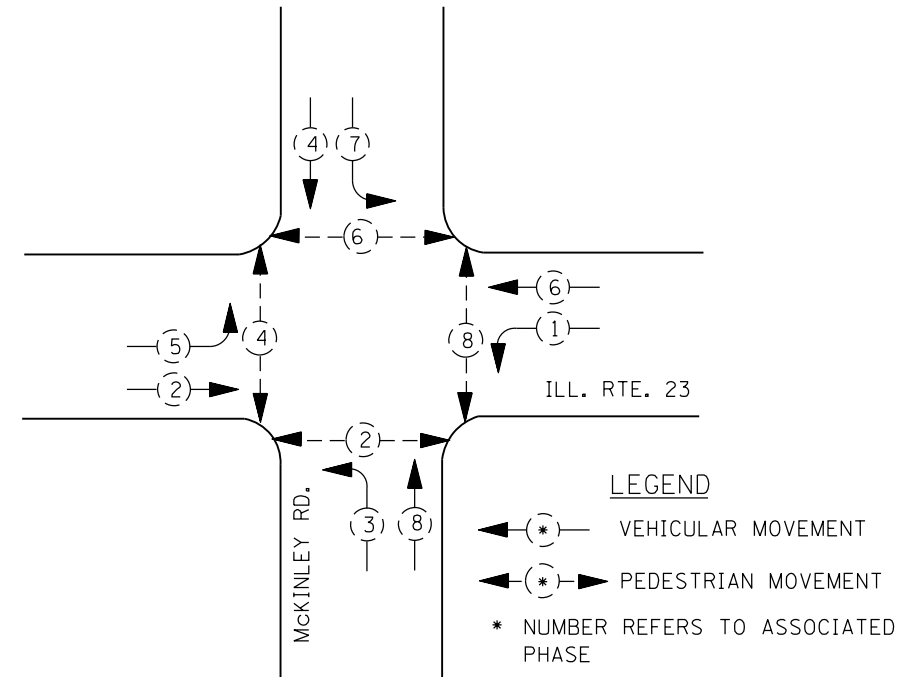 4 7
6
6
5 4 8 1
2
ILL. RTE. 23
2
McKINLEY RD.
3 8
LEGEND
* VEHICULAR MOVEMENT
* PEDESTRIAN MOVEMENT
* NUMBER REFERS TO ASSOCIATED
PHASE